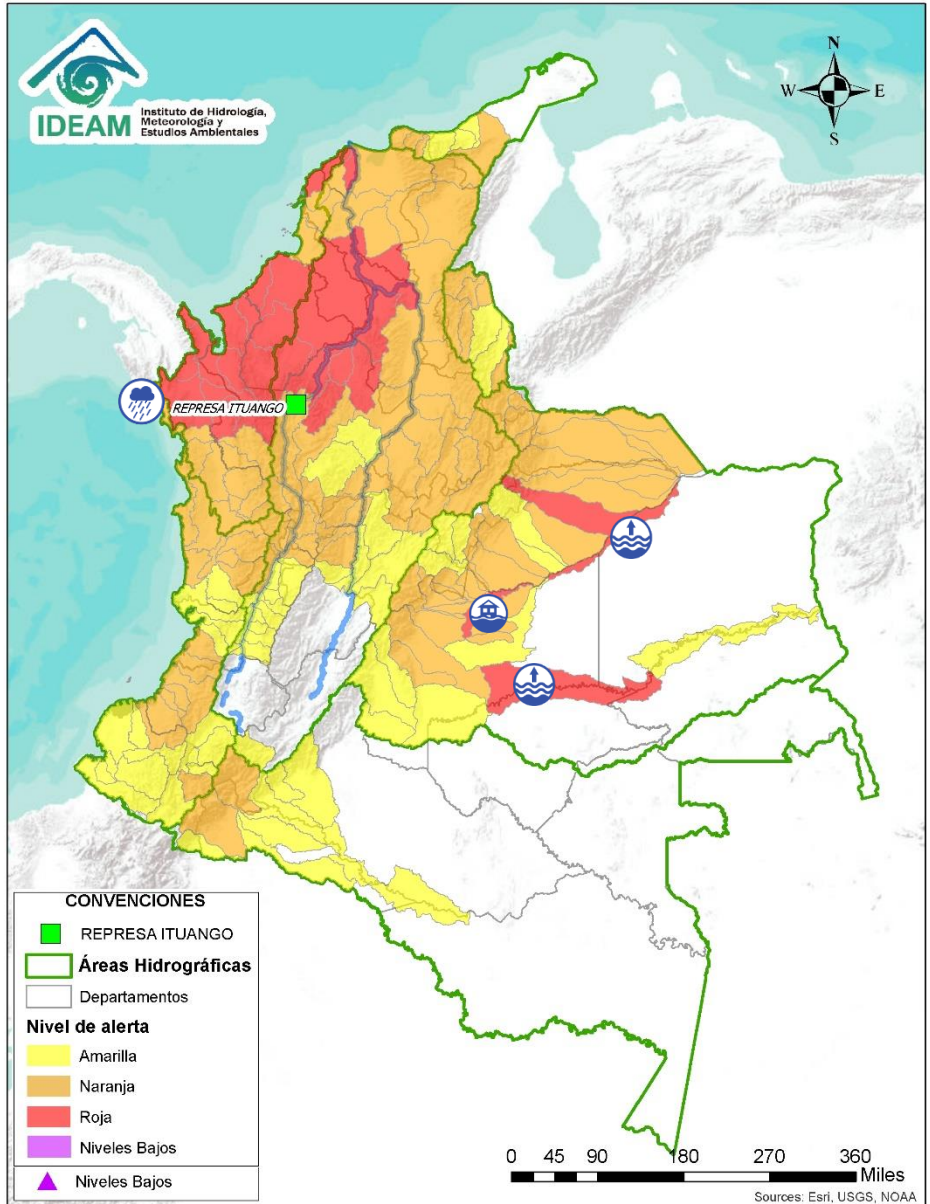 IDEAM
Instituto de Hidrología,
Meteorología y
Estudios Ambientales
N
W
E
S
REPRESA ITUANGO
CONVENCIONES
REPRESA ITUANGO
Áreas Hidrográficas
Departamentos
Nivel de alerta
Amarilla
Naranja
Roja
Niveles Bajos
Niveles Bajos
0 45 90 180 270 360
Miles
Sources: Esri, USGS, NOAA